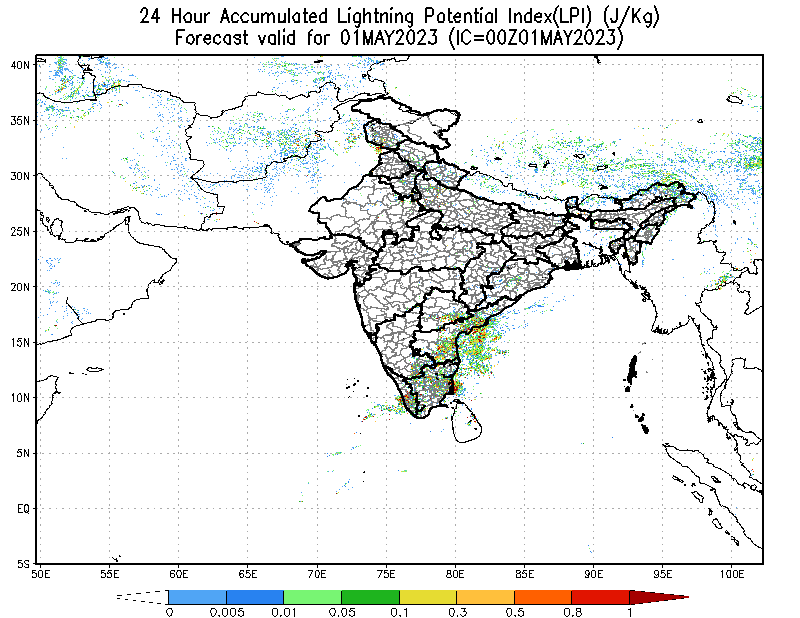 24 Hour Accumulated Lightning Potential Index(LPI) (J/Kg)
Forecast valid for 01MAY2023 (IC=00Z01MAY2023)
40N
35N
30N
25N
20N
15N
10N
5N
EQ
5S
50E 55E 60E 65E 70E 75E 80E 85E 90E 95E 100E
0 0.005 0.01 0.05 0.1 0.3 0.5 0.8 1